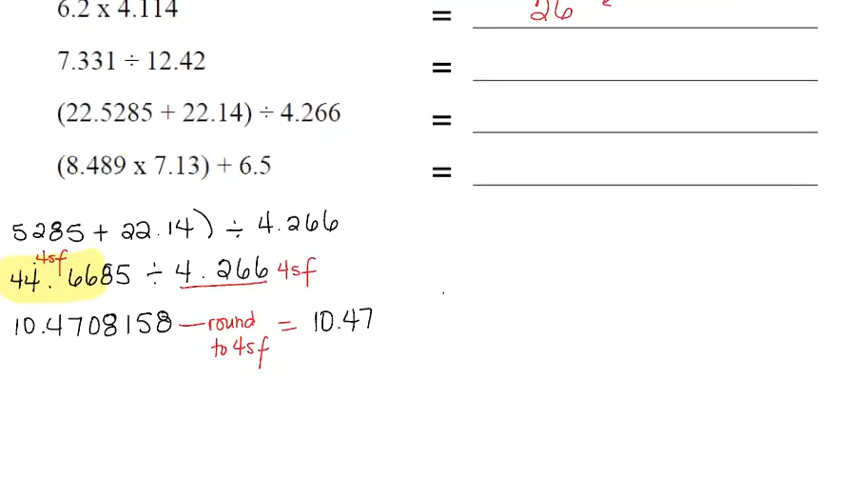 6.2 x 4.114 = 26 2
7.331 ÷ 12.42 =
(22.5285 + 22.14) ÷ 4.266 =
(8.489 x 7.13) + 6.5 =
5285 + 22.14) ÷ 4.266
4sf
44.6685 ÷ 4.266 4sf
10.4708158 — round = 10.47
to 4sf